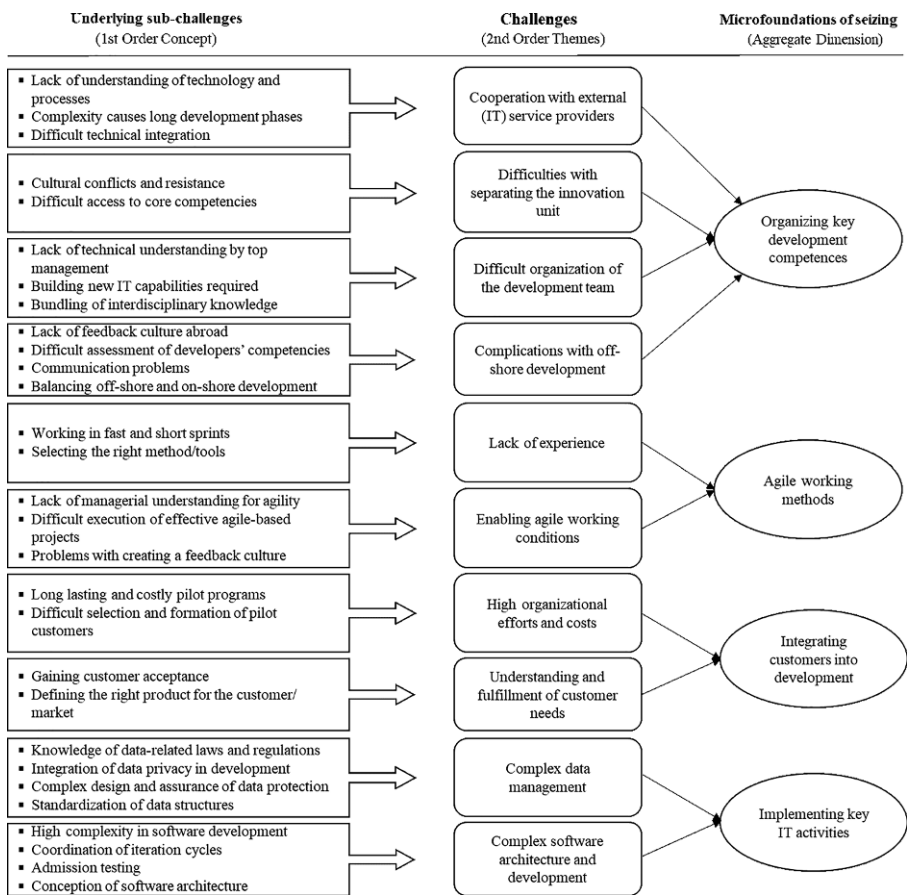 Underlying sub-challenges
(1st Order Concept)
Challenges
(2nd Order Themes)
Microfoundations of seizing
(Aggregate Dimension)
▪ Lack of understanding of technology and
processes
▪ Complexity causes long development phases
▪ Difficult technical integration
Cooperation with external
(IT) service providers
▪ Cultural conflicts and resistance
▪ Difficult access to core competencies
Difficulties with
separating the innovation
unit
▪ Lack of technical understanding by top
management
▪ Building new IT capabilities required
▪ Bundling of interdisciplinary knowledge
Difficult organization of
the development team
▪ Lack of feedback culture abroad
▪ Difficult assessment of developers' competencies
▪ Communication problems
▪ Balancing off-shore and on-shore development
Complications with off-
shore development
Organizing key
development
competences
▪ Working in fast and short sprints
▪ Selecting the right method/tools
Lack of experience
▪ Lack of managerial understanding for agility
▪ Difficult execution of effective agile-based
projects
▪ Problems with creating a feedback culture
Enabling agile working
conditions
Agile working
methods
▪ Long lasting and costly pilot programs
▪ Difficult selection and formation of pilot
customers
High organizational
efforts and costs
▪ Gaining customer acceptance
▪ Defining the right product for the customer/
market
Understanding and
fulfillment of customer
needs
Integrating
customers into
development
▪ Knowledge of data-related laws and regulations
▪ Integration of data privacy in development
▪ Complex design and assurance of data protection
▪ Standardization of data structures
Complex data
management
▪ High complexity in software development
▪ Coordination of iteration cycles
▪ Admission testing
▪ Conception of software architecture
Complex software
architecture and
development
Implementing key
IT activities